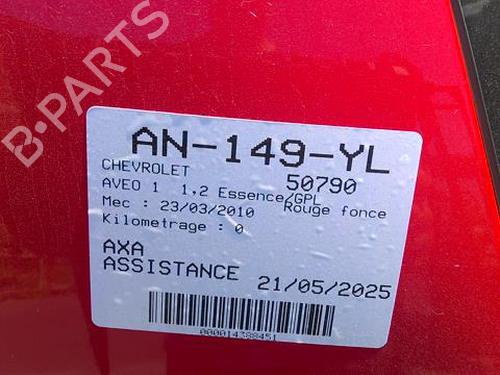 AN-149-YL
CHEVROLET 50790
AVEO 1 1,2 Essence/GPL
Mec : 23/03/2010 Rouge fonce
Kilometrage : 0
AXA
ASSISTANCE 21/05/2025
000014388451
B-PARTS